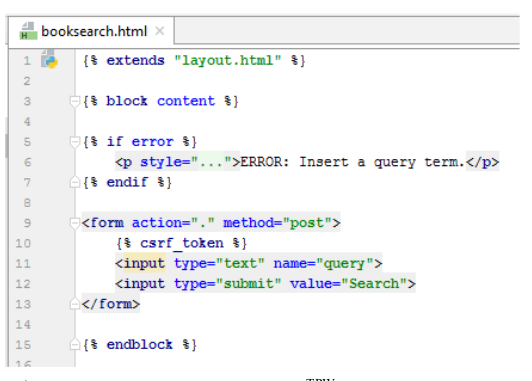 booksearch.html
1 {% extends "layout.html" %}
2
3 {% block content %}
4
5 {% if error %}
6 <p style="...">ERROR: Insert a query term.</p>
7 {% endif %}
8
9 <form action="." method="post">
10 {% csrf_token %}
11 <input type="text" name="query">
12 <input type="submit" value="Search">
13 </form>
14
15 {% endblock %}
16